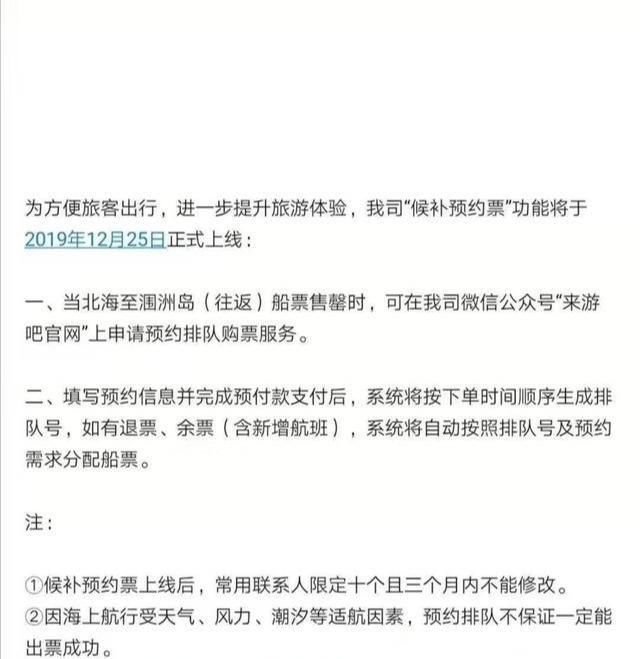 为方便旅客出行，进一步提升旅游体验，我司“候补预约票”功能将于
2019年12月25日正式上线：
一、当北海至涠洲岛（往返）船票售罄时，可在我司微信公众号“来游
吧官网”上申请预约排队购票服务。
二、填写预约信息并完成预付款支付后，系统将按下单时间顺序生成排
队号，如有退票、余票（含新增航班），系统将自动按照排队号及预约
需求分配船票。
注：
①候补预约票上线后，常用联系人限定十个且三个月内不能修改。
②因海上航行受天气、风力、潮汐等适航因素，预约排队不保证一定能
出票成功。